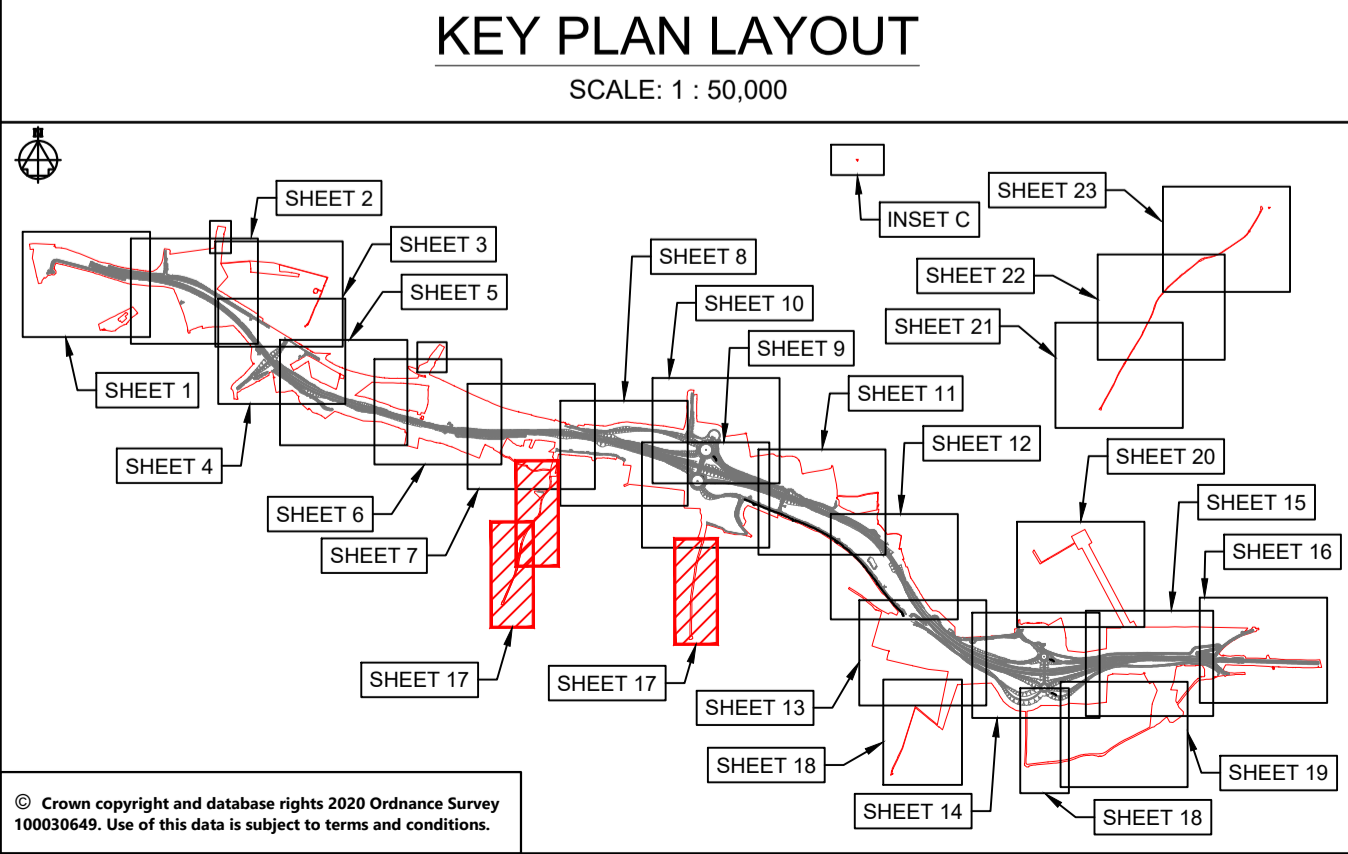 KEY PLAN LAYOUT
SCALE: 1 : 50,000
N
INSET C
SHEET 23
SHEET 2
SHEET 3
SHEET 8
SHEET 22
SHEET 5
SHEET 10
SHEET 21
SHEET 9
SHEET 1
SHEET 11
SHEET 12
SHEET 4
SHEET 20
SHEET 6
SHEET 15
SHEET 7
SHEET 16
SHEET 17
SHEET 17
SHEET 13
SHEET 18
SHEET 19
SHEET 14
SHEET 18
© Crown copyright and database rights 2020 Ordnance Survey
100030649. Use of this data is subject to terms and conditions.